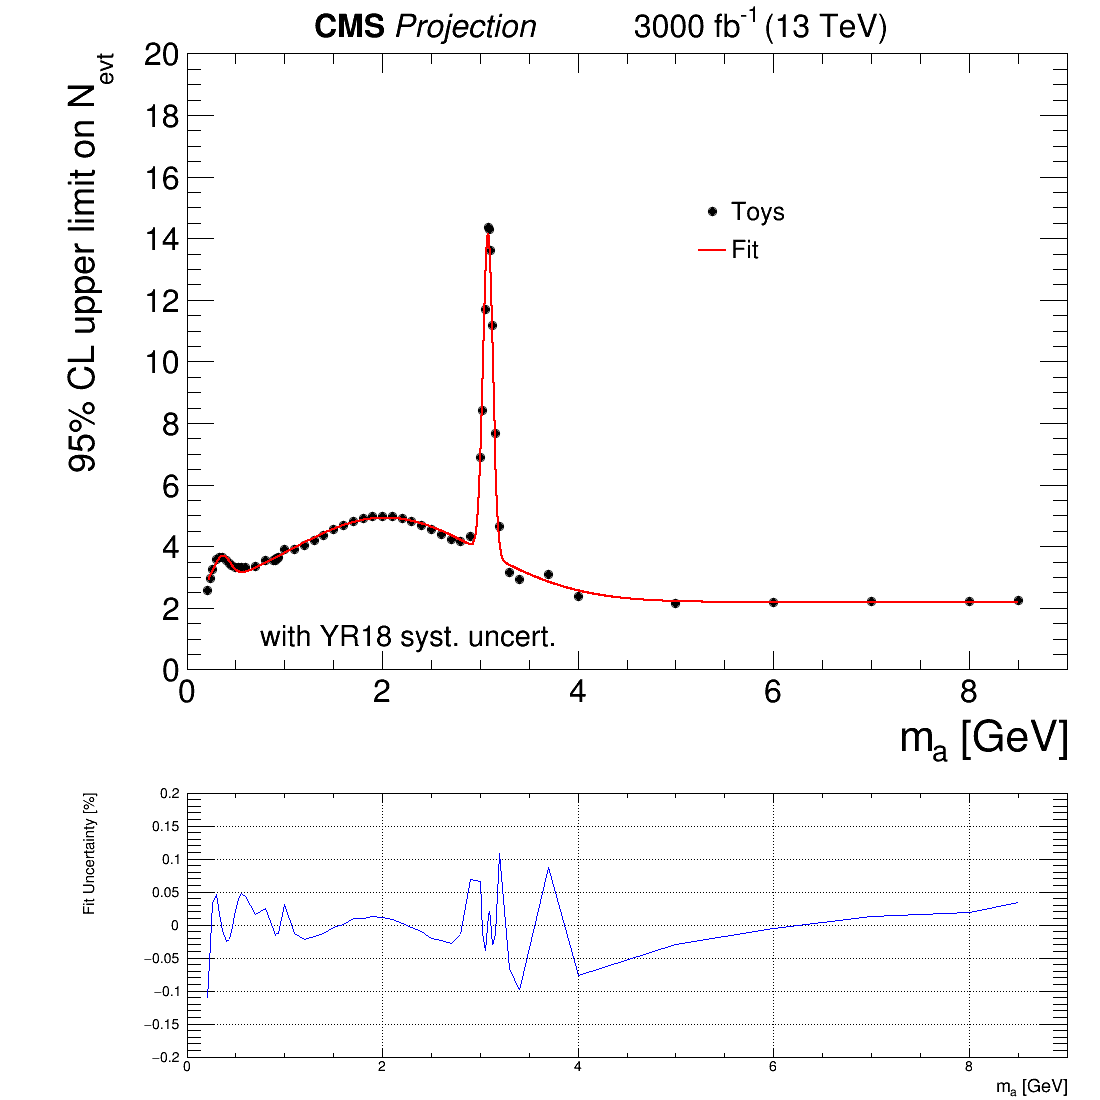 CMS Projection 3000 fb⁻¹ (13 TeV)
95% CL upper limit on N_evt
20
18
16
14
12
10
8
6
4
2
0
Toys
Fit
with YR18 syst. uncert.
0 2 4 6 8
m_a [GeV]
Fit Uncertainty [%]
0.2
0.15
0.1
0.05
0
−0.05
−0.1
−0.15
−0.2
0 2 4 6 8
m_a [GeV]